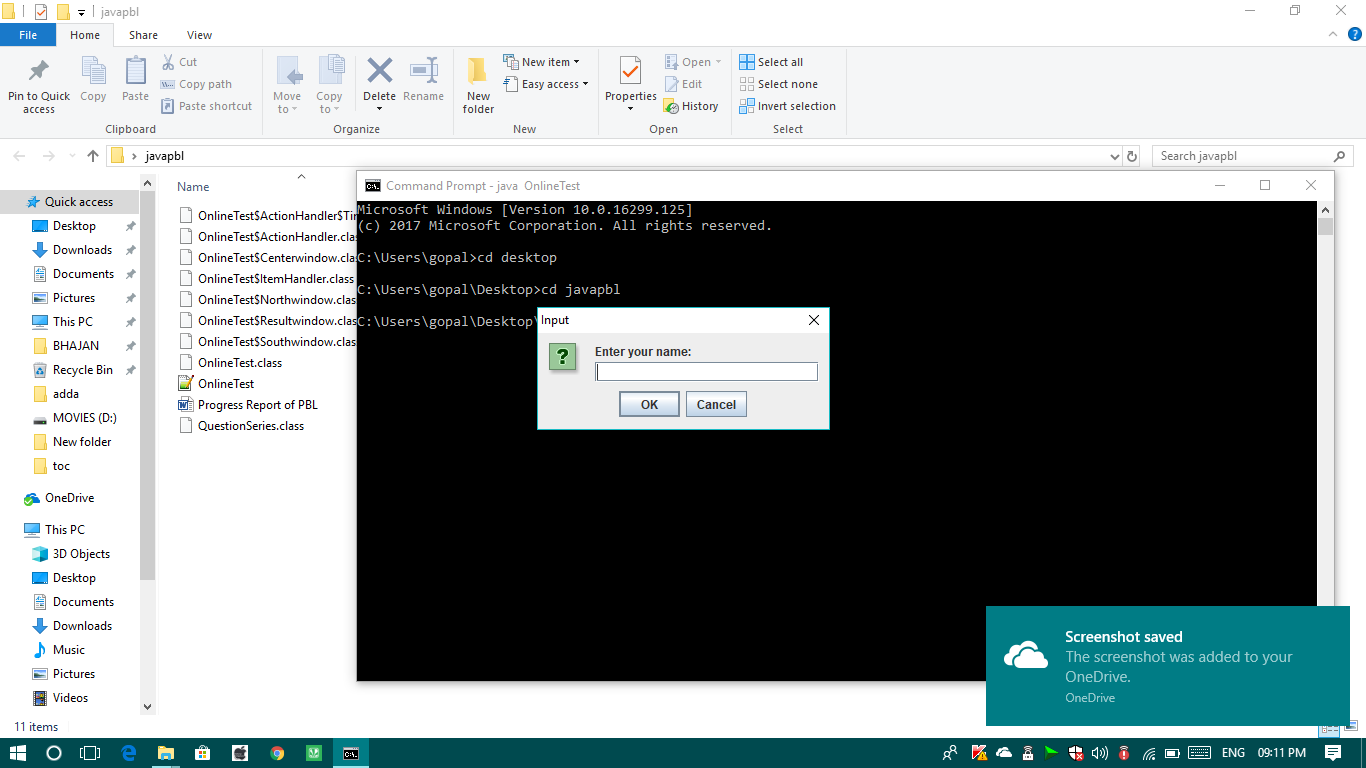 javapbl
File Home Share View
Pin to Quick access
Copy
Paste
Cut
Copy path
Paste shortcut
Clipboard
Move to
Copy to
Delete
Rename
Organize
New folder
New item
Easy access
New
Properties
Open
Edit
History
Open
Select all
Select none
Invert selection
Select
javapbl
Search javapbl
Quick access
Desktop
Downloads
Documents
Pictures
This PC
BHAJAN
Recycle Bin
adda
MOVIES (D:)
New folder
toc
OneDrive
This PC
3D Objects
Desktop
Documents
Downloads
Music
Pictures
Videos
Name
OnlineTest$ActionHandler$Ti
OnlineTest$ActionHandler.cla
OnlineTest$Centerwindow.cla
OnlineTest$ItemHandler.class
OnlineTest$Northwindow.class
OnlineTest$Resultwindow.clas
OnlineTest$Southwindow.class
OnlineTest.class
OnlineTest
Progress Report of PBL
QuestionSeries.class
Command Prompt - java OnlineTest
Microsoft Windows [Version 10.0.16299.125]
(c) 2017 Microsoft Corporation. All rights reserved.
C:\Users\gopal>cd desktop
C:\Users\gopal\Desktop>cd javapbl
C:\Users\gopal\Desktop\
Input
?
Enter your name:
OK Cancel
Screenshot saved
The screenshot was added to your
OneDrive.
OneDrive
11 items
ENG 09:11 PM